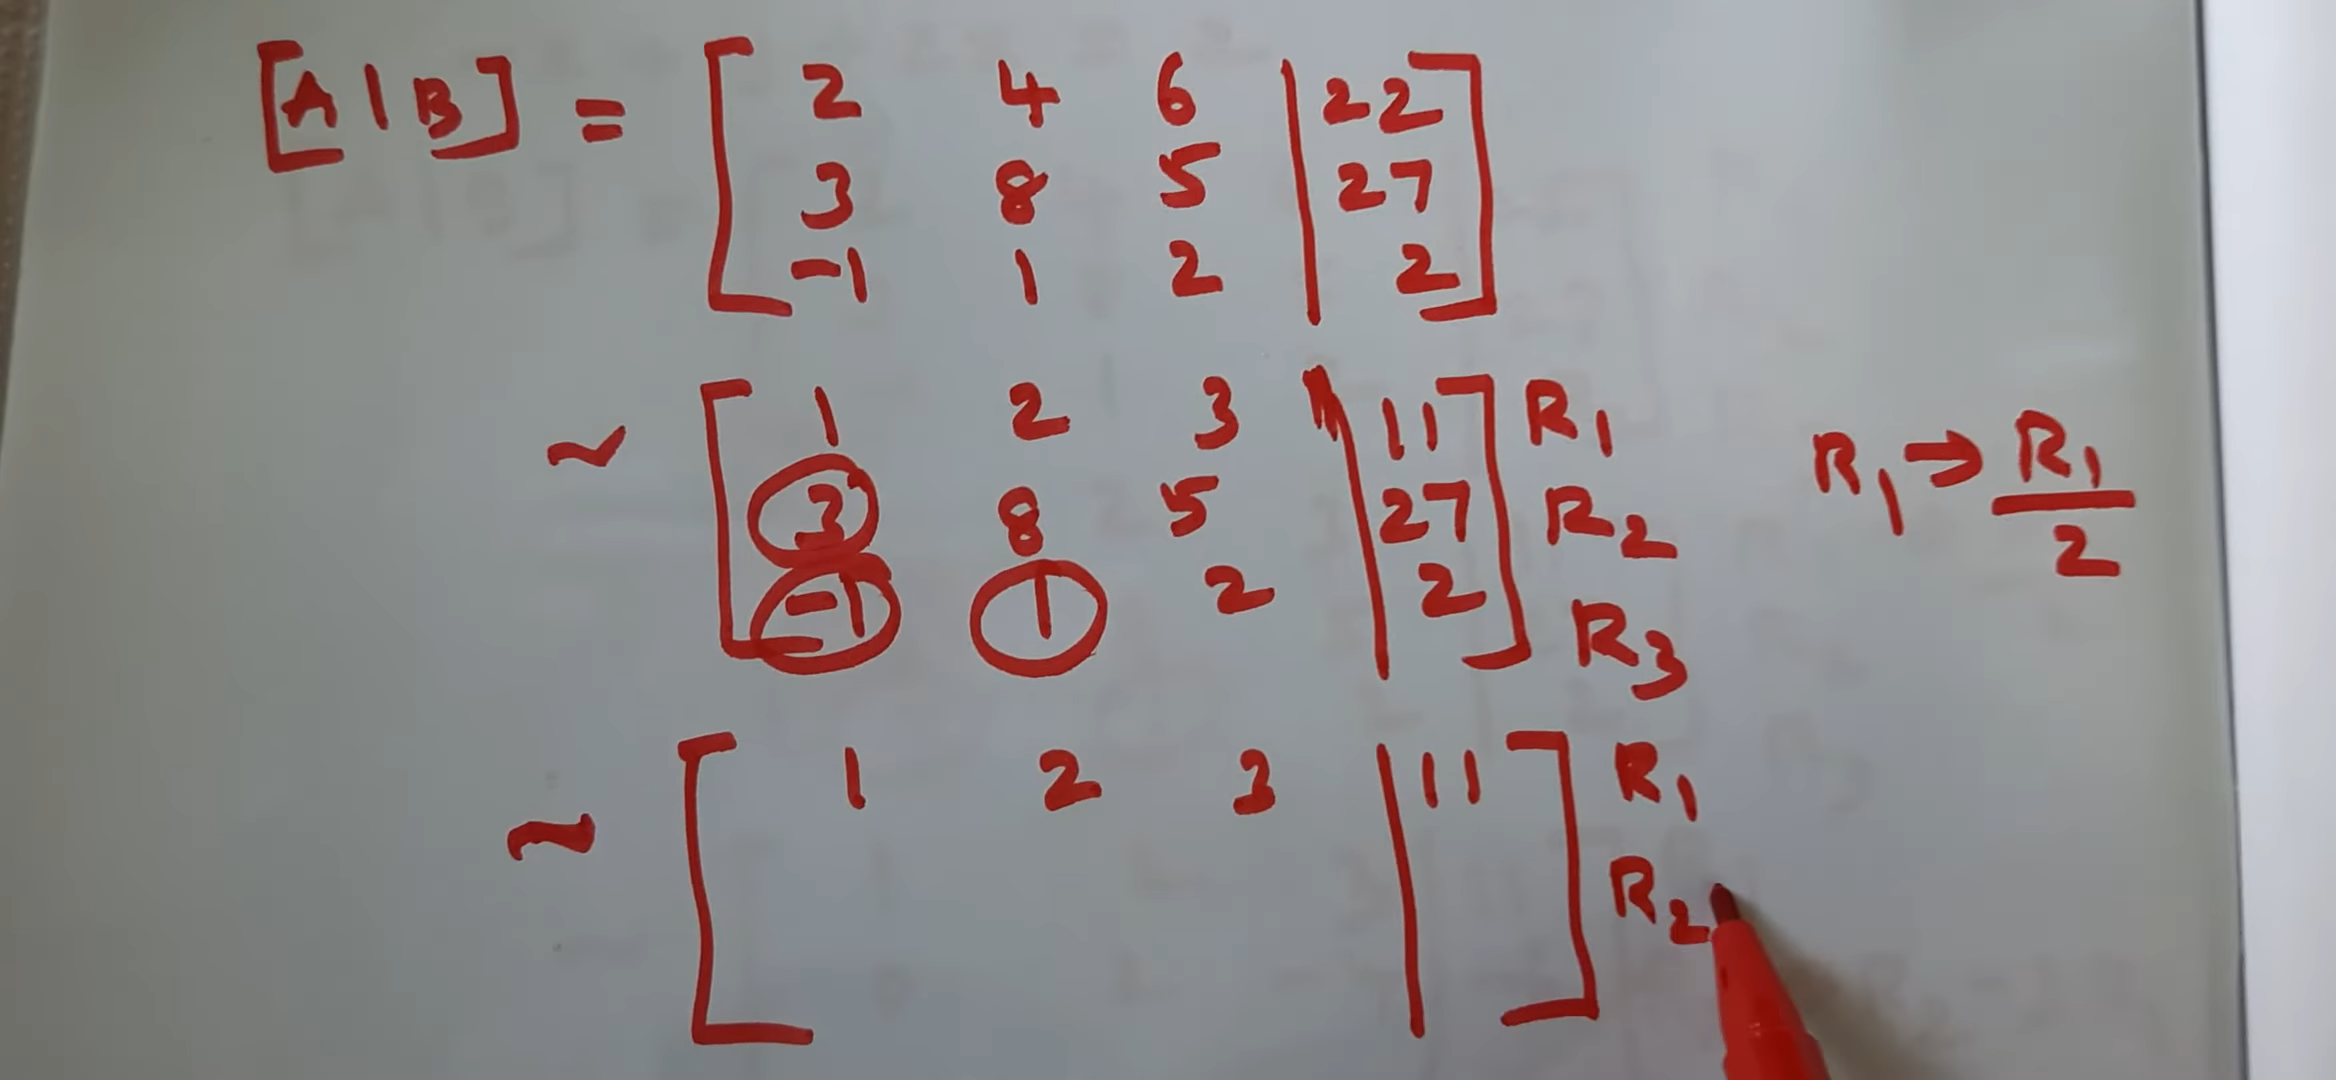 [A | B] = [ 2 4 6 | 22 ]
3 8 5 | 27
-1 1 2 | 2
~ [ 1 2 3 | 11 ] R1 R1 → R1/2
3 8 5 | 27 R2
-1 1 2 | 2 R3
~ [ 1 2 3 | 11 ] R1
R2